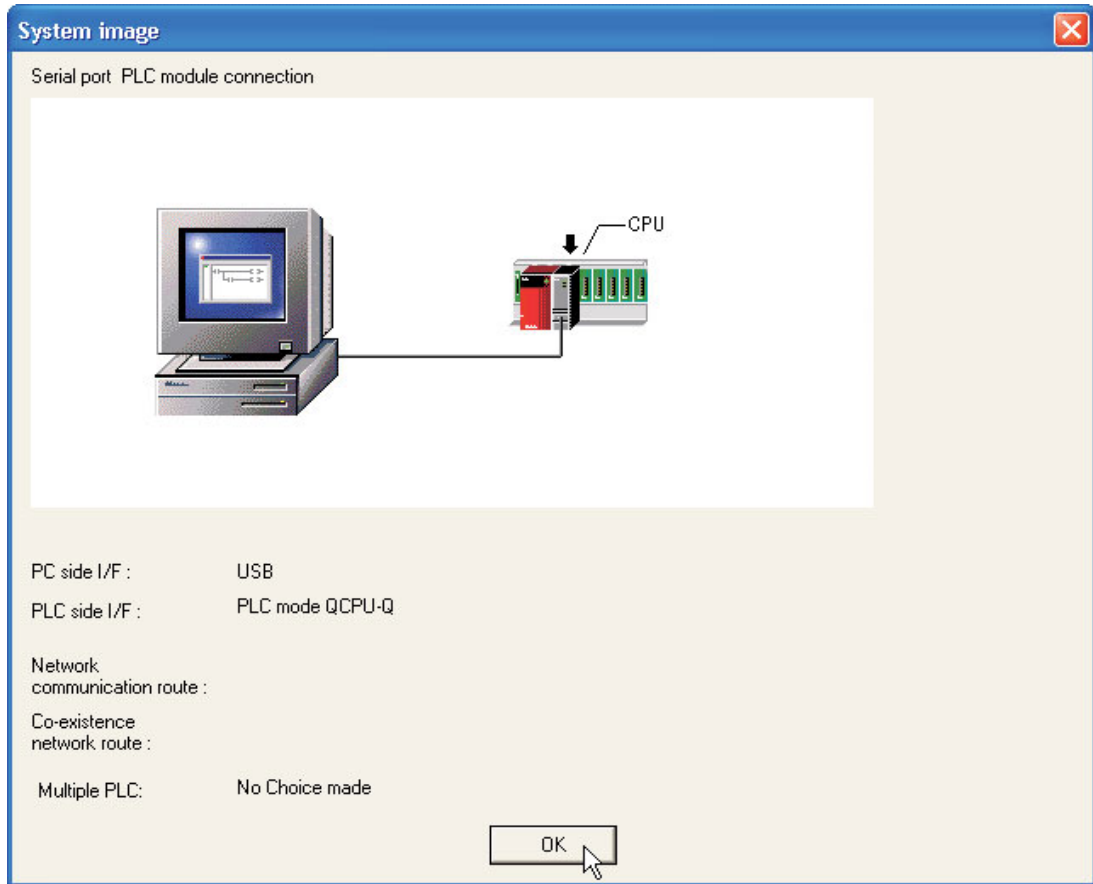 System image
Serial port PLC module connection
CPU
PC side I/F : USB
PLC side I/F : PLC mode QCPU-Q
Network
communication route :
Co-existence
network route :
Multiple PLC: No Choice made
OK